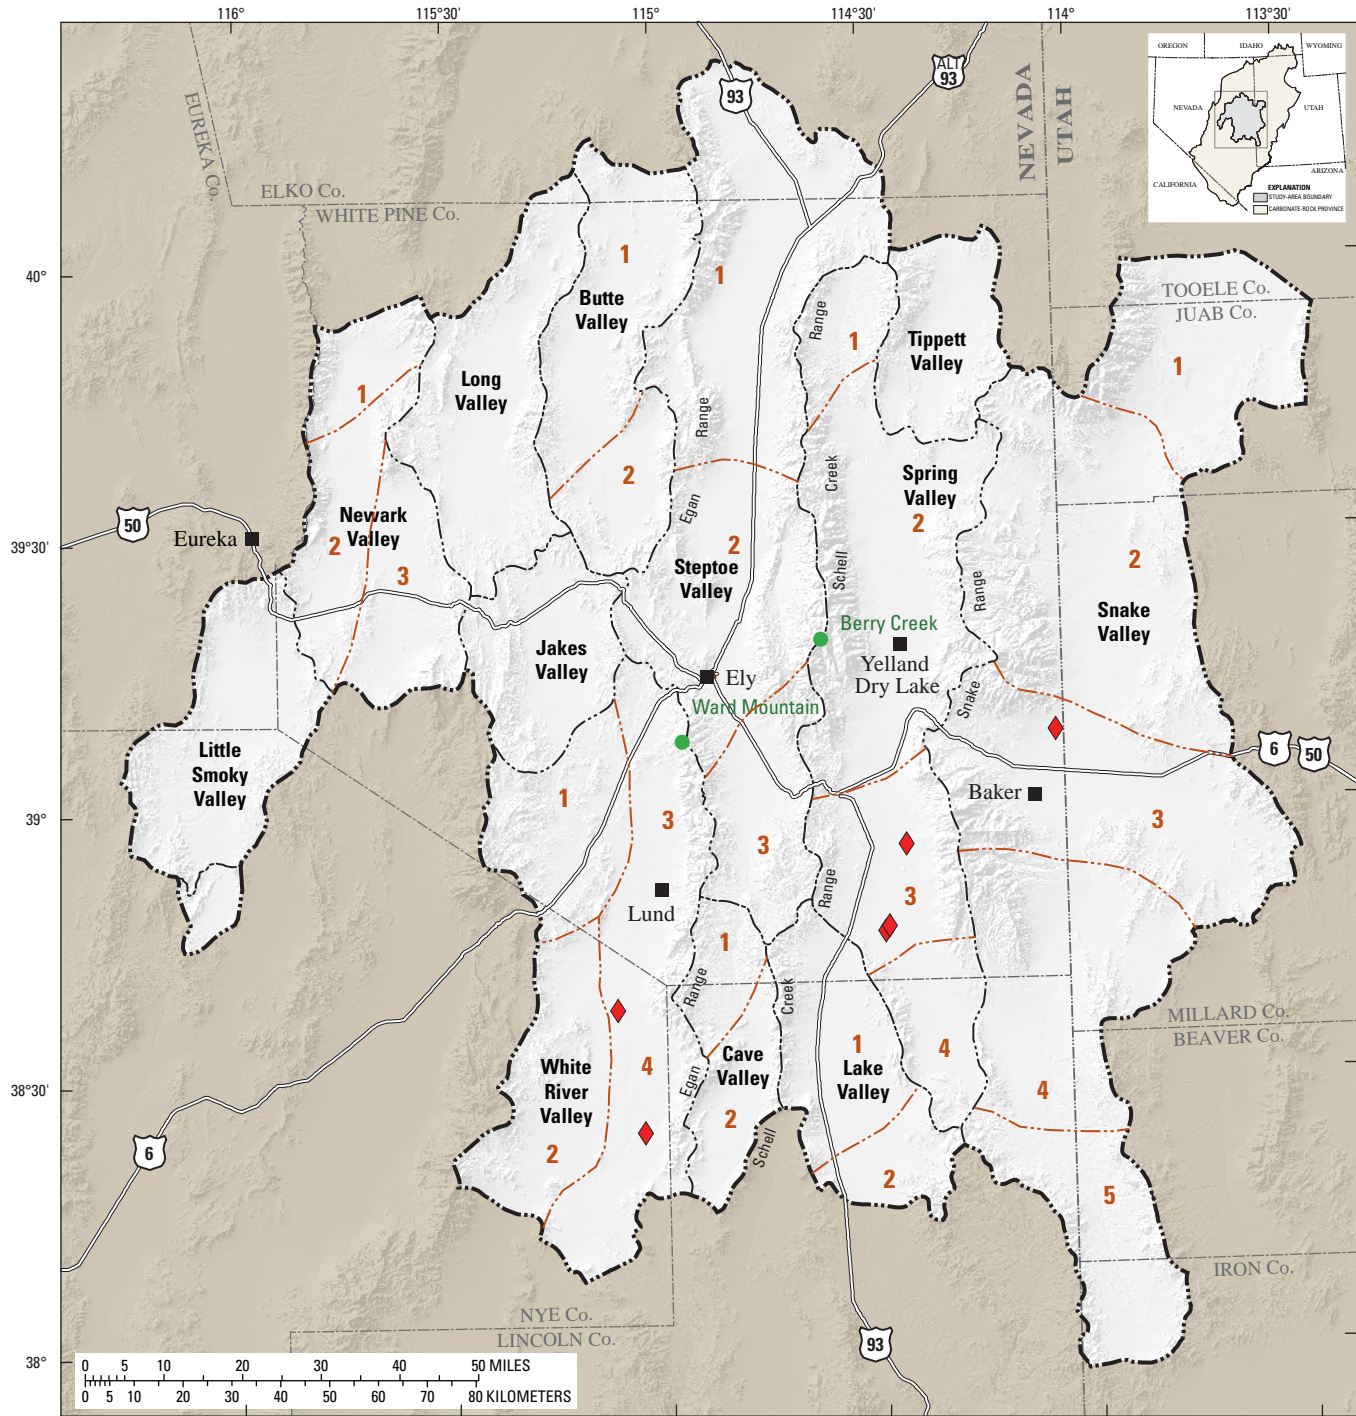 116°
115°30'
115°
114°30'
114°
113°30'
40°
39°30'
39°
38°30'
38°
OREGON
IDAHO
WYOMING
NEVADA
UTAH
CALIFORNIA
ARIZONA
EXPLANATION
STUDY-AREA BOUNDARY
CARBONATE-ROCK PROVINCE
93
ALT
93
NEVADA
UTAH
EUREKA Co.
ELKO Co.
WHITE PINE Co.
TOOELE Co.
JUAB Co.
1
1
Butte
Valley
Range
1
Tippett
Valley
1
1
Long
Valley
Range
Creek
Spring
Valley
2
2
Egan
50
Eureka
Newark
Valley
2
3
2
Steptoe
Valley
Schell
Range
2
Snake
Valley
Berry Creek
Jakes
Valley
Ely
Yelland
Dry Lake
Snake
Ward Mountain
Little
Smoky
Valley
6
50
Baker
1
3
3
3
3
Range
Lund
1
Range
Creek
MILLARD Co.
BEAVER Co.
White
River
Valley
4
Cave
Valley
1
Lake
Valley
4
4
Egan
2
2
Schell
2
5
6
IRON Co.
NYE Co.
LINCOLN Co.
93
0 5 10 20 30 40 50 MILES
0 5 10 20 30 40 50 60 70 80 KILOMETERS